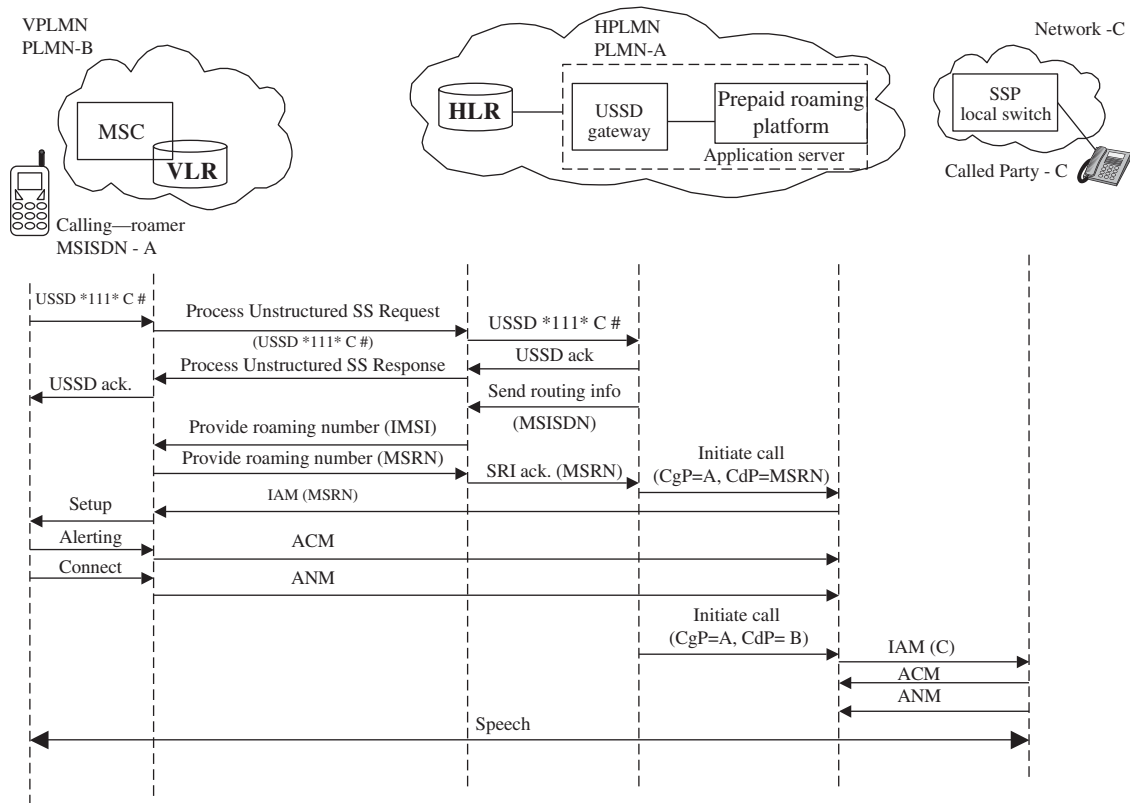 VPLMN
PLMN-B
HPLMN
PLMN-A
Network -C
MSC
VLR
HLR
USSD
gateway
Prepaid roaming
platform
Application server
SSP
local switch
Called Party - C
Calling—roamer
MSISDN - A
USSD *111* C #
Process Unstructured SS Request
(USSD *111* C #)
USSD *111* C #
USSD ack
Process Unstructured SS Response
USSD ack.
Send routing info
(MSISDN)
Provide roaming number (IMSI)
Provide roaming number (MSRN)
SRI ack. (MSRN)
Initiate call
(CgP=A, CdP=MSRN)
IAM (MSRN)
Setup
Alerting
ACM
Connect
ANM
Initiate call
(CgP=A, CdP= B)
IAM (C)
ACM
ANM
Speech